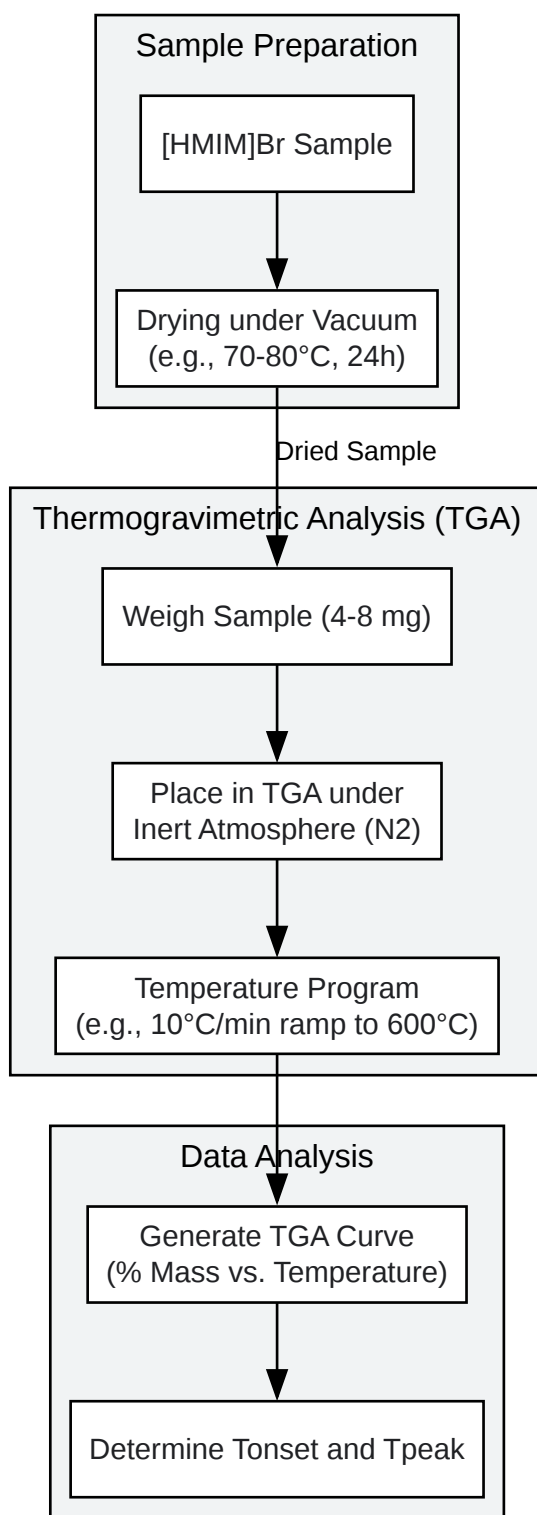 Sample Preparation
[HMIM]Br Sample
Drying under Vacuum
(e.g., 70-80°C, 24h)
Dried Sample
Thermogravimetric Analysis (TGA)
Weigh Sample (4-8 mg)
Place in TGA under
Inert Atmosphere (N2)
Temperature Program
(e.g., 10°C/min ramp to 600°C)
Data Analysis
Generate TGA Curve
(% Mass vs. Temperature)
Determine Tonset and Tpeak